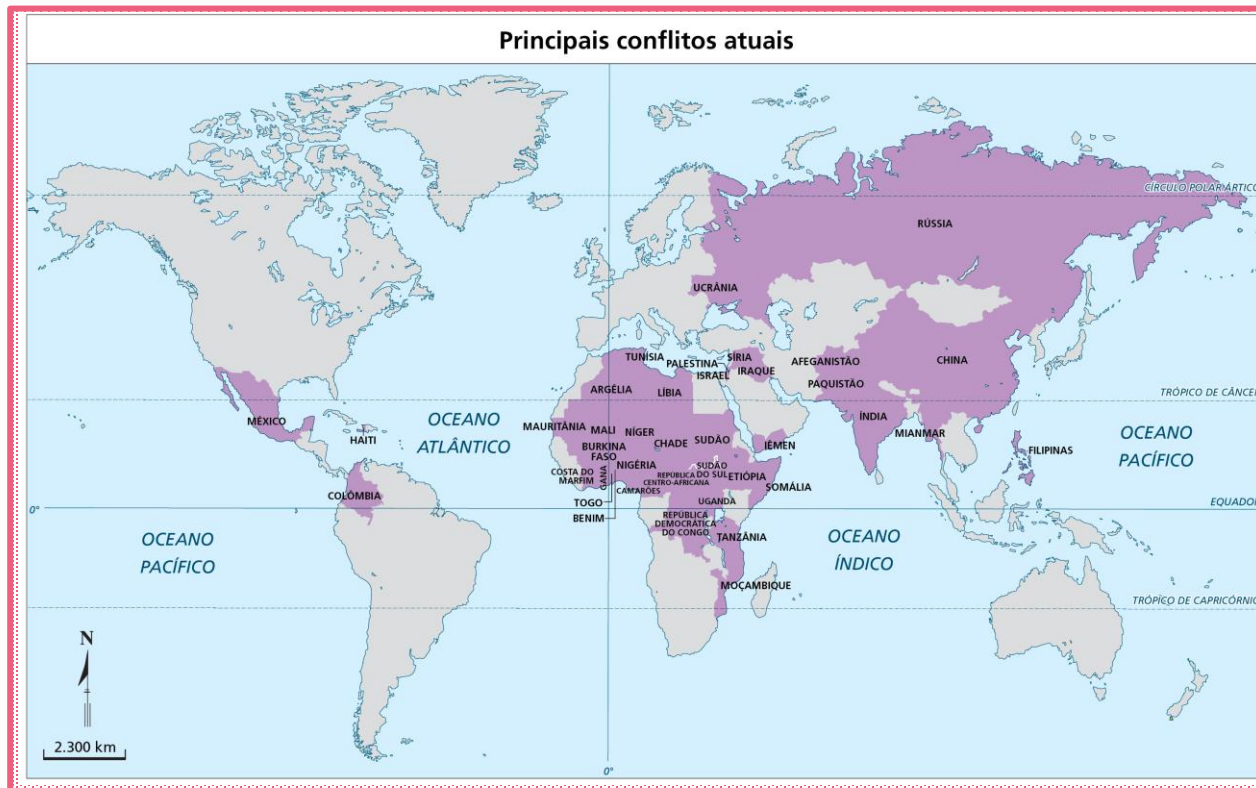 Principais conflitos atuais
CÍRCULO POLAR ÁRTICO
RÚSSIA
UCRÂNIA
TUNÍSIA
PALESTINA
SÍRIA
ISRAEL
IRAQUE
AFEGANISTÃO
CHINA
PAQUISTÃO
ARGÉLIA
LÍBIA
TRÓPICO DE CÂNCER
MÉXICO
HAITI
OCEANO
ATLÂNTICO
MAURITÂNIA
MALI
NÍGER
CHADE
SUDÃO
IÊMEN
ÍNDIA
MIANMAR
FILIPINAS
OCEANO
PACÍFICO
BURKINA
FASO
NIGÉRIA
COSTA DO
MARFIM
GANA
CAMARÕES
REPÚBLICA
CENTRO-AFRICANA
SUDÃO
DO SUL
ETIÓPIA
SOMÁLIA
COLÔMBIA
TOGO
BENIM
UGANDA
0°
EQUADOR
REPÚBLICA
DEMOCRÁTICA
DO CONGO
TANZÂNIA
OCEANO
PACÍFICO
OCEANO
ÍNDICO
MOÇAMBIQUE
TRÓPICO DE CAPRICÓRNIO
N
2.300 km
0°